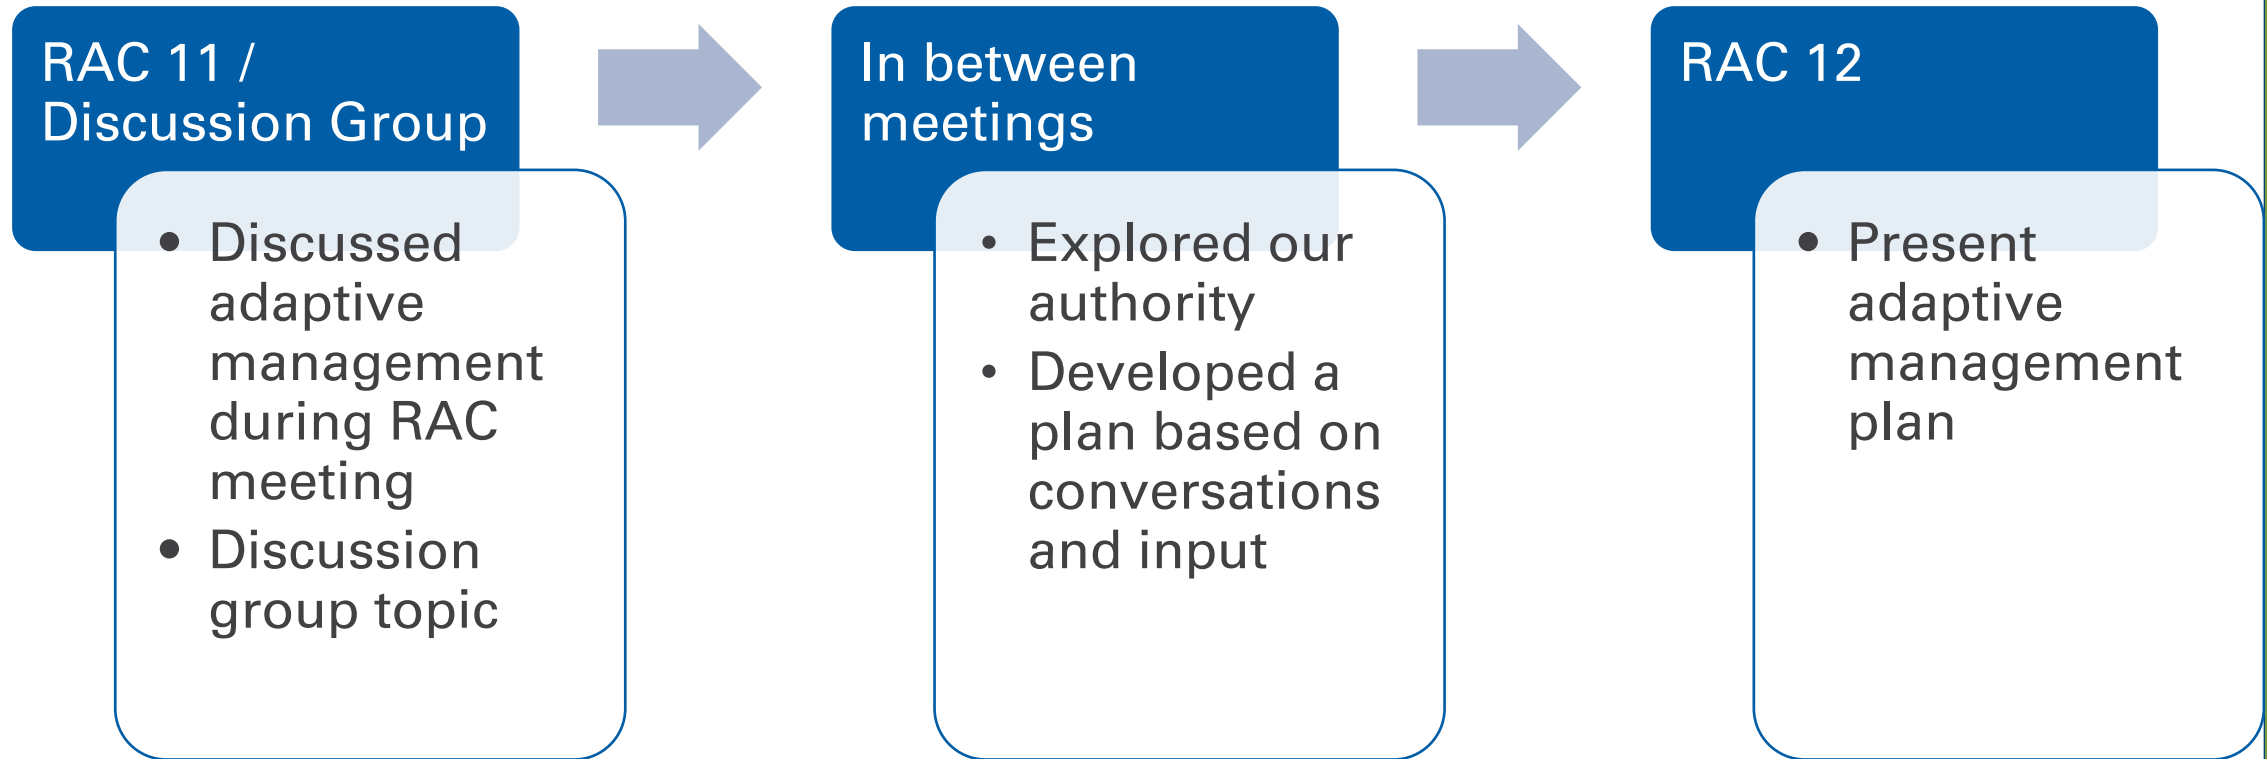 RAC 11 /
Discussion Group
• Discussed
adaptive
management
during RAC
meeting
• Discussion
group topic
In between
meetings
• Explored our
authority
• Developed a
plan based on
conversations
and input
RAC 12
• Present
adaptive
management
plan